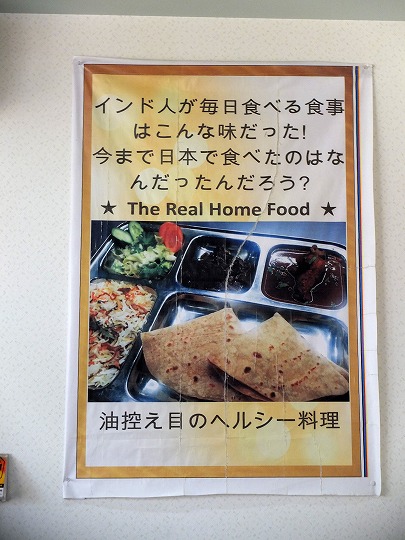 インド人が毎日食べる食事
はこんな味だった!
今まで日本で食べたのはな
んだったんだろう?
★ The Real Home Food ★
油控え目のヘルシー料理